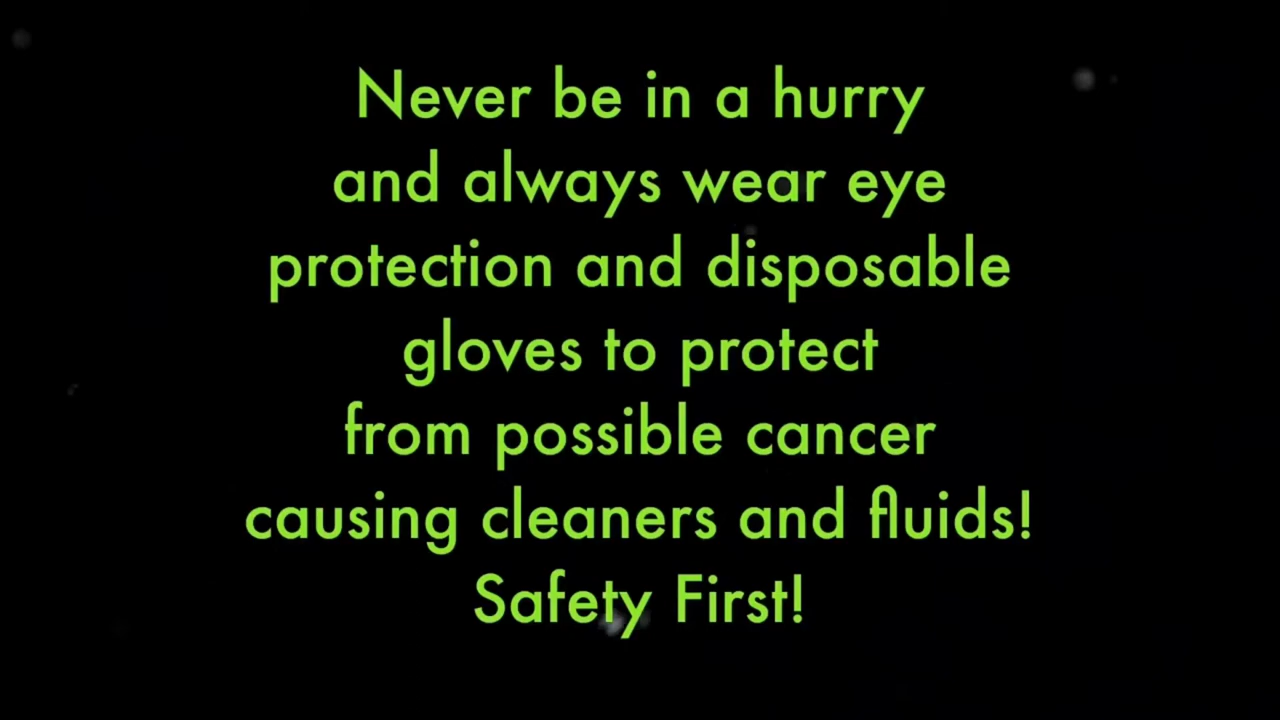 Never be in a hurry
and always wear eye
protection and disposable
gloves to protect
from possible cancer
causing cleaners and fluids!
Safety First!